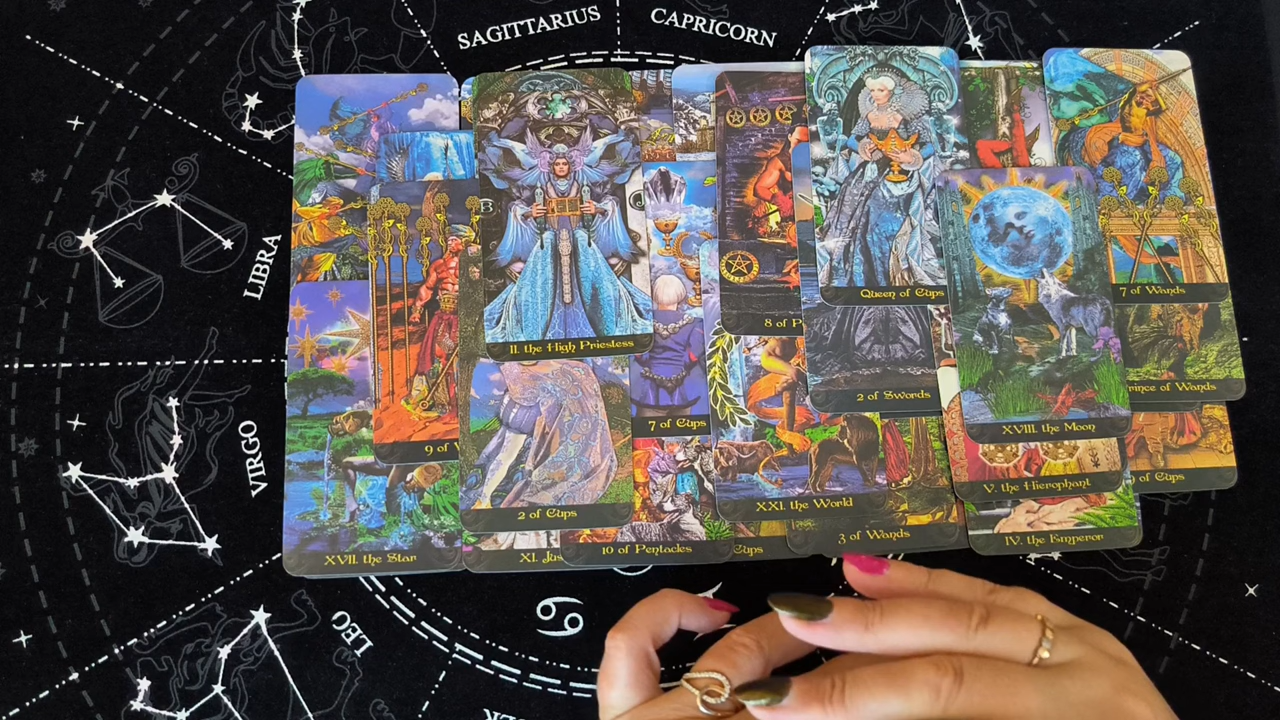 SAGITTARIUS
CAPRICORN
LIBRA
VIRGO
LEO
II. the High Priestess
Queen of Cups
7 of Wands
8 of P
2 of Swords
Prince of Wands
XVIII. the Moon
7 of Cups
9 of
V. the Hierophant
of Cups
XXI. the World
2 of Cups
XVII. the Star
XI. Jus
10 of Pentacles
Cups
3 of Wands
IV. the Emperor